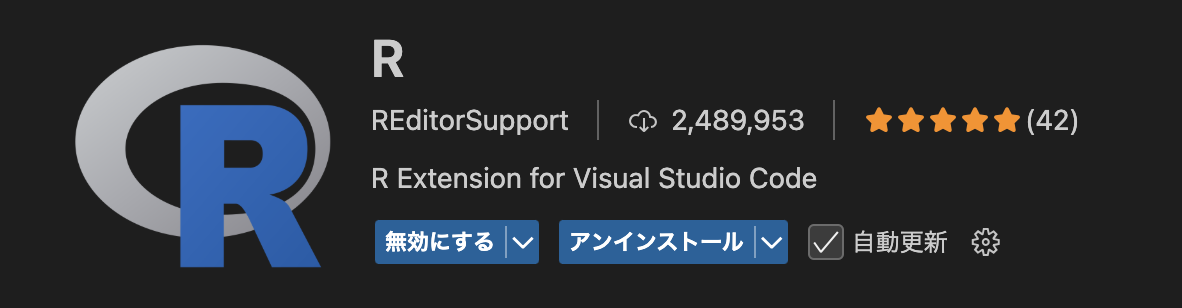 R
R
REditorSupport 2,489,953 (42)
R Extension for Visual Studio Code
無効にする アンインストール 自動更新